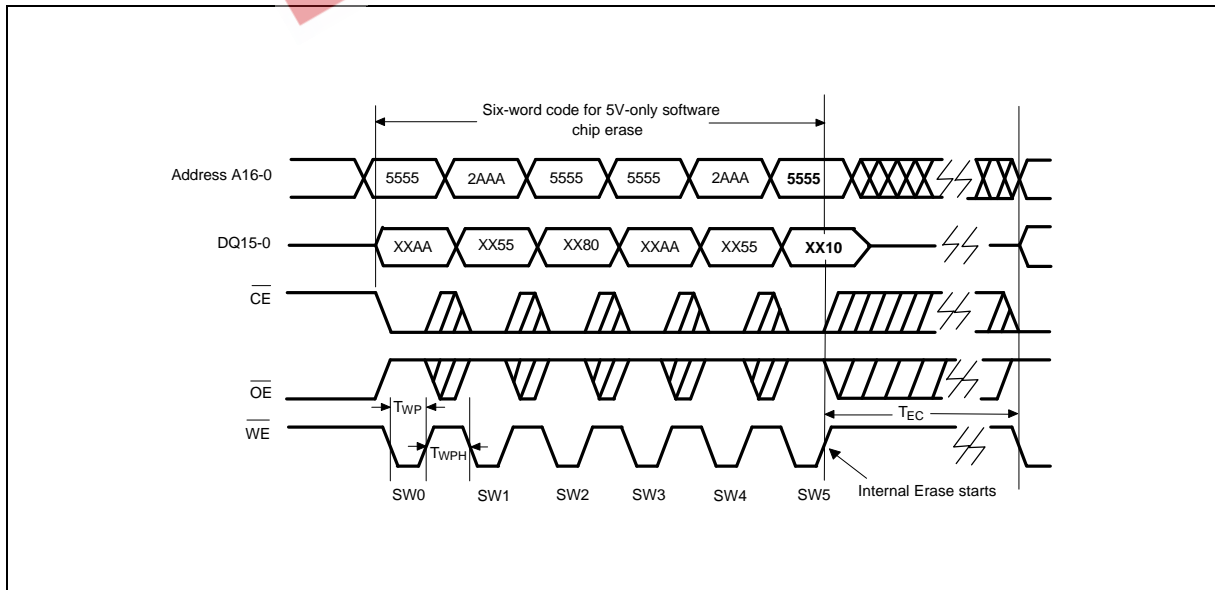 Six-word code for 5V-only software
chip erase
Address A16-0
5555
2AAA
5555
5555
2AAA
5555
DQ15-0
XXAA
XX55
XX80
XXAA
XX55
XX10
CE
OE
TWP
TEC
WE
TWPH
SW0
SW1
SW2
SW3
SW4
SW5
Internal Erase starts